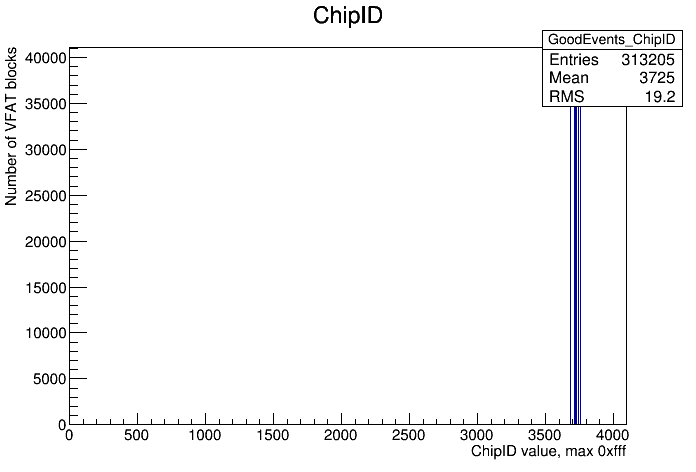 ChipID
GoodEvents_ChipID
Entries 313205
Mean 3725
RMS 19.2
Number of VFAT blocks
40000
35000
30000
25000
20000
15000
10000
5000
0
0 500 1000 1500 2000 2500 3000 3500 4000
ChipID value, max 0xfff